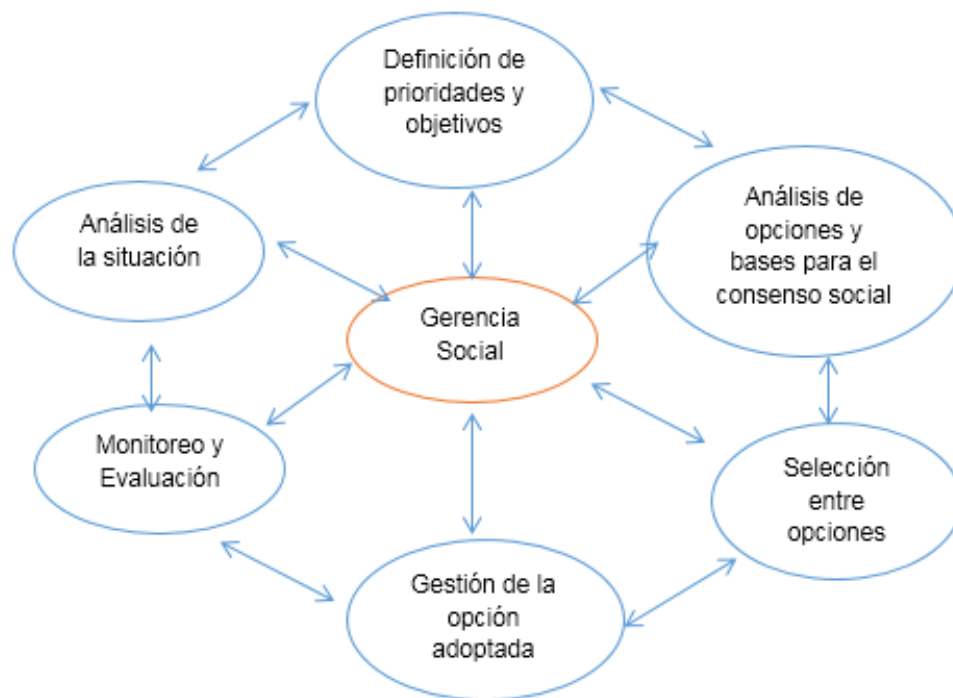 Definición de
prioridades y
objetivos
Análisis de
la situación
Análisis de
opciones y
bases para el
consenso social
Gerencia
Social
Monitoreo y
Evaluación
Selección
entre
opciones
Gestión de la
opción
adoptada